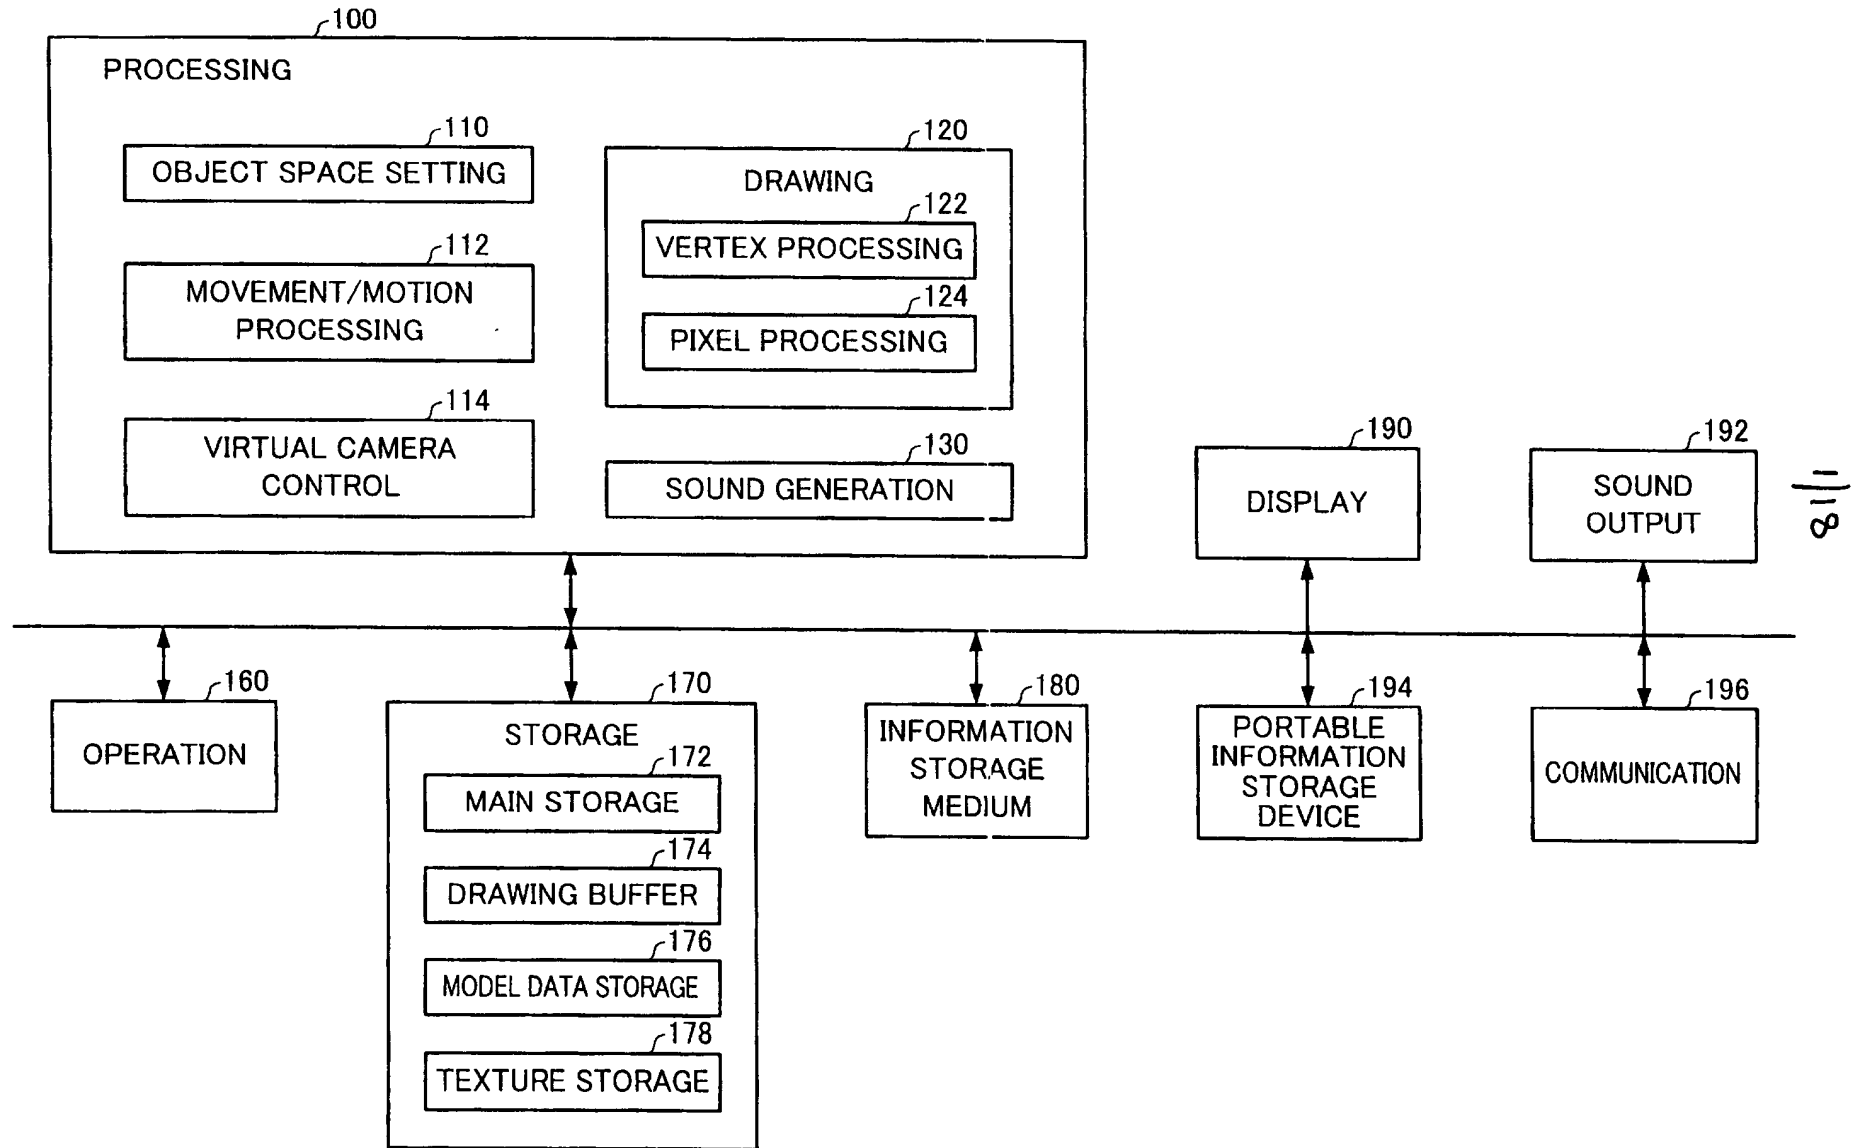 100
PROCESSING
110
OBJECT SPACE SETTING
112
MOVEMENT/MOTION
PROCESSING
114
VIRTUAL CAMERA
CONTROL
120
DRAWING
122
VERTEX PROCESSING
124
PIXEL PROCESSING
130
SOUND GENERATION
190
DISPLAY
192
SOUND
OUTPUT
160
OPERATION
170
STORAGE
172
MAIN STORAGE
174
DRAWING BUFFER
176
MODEL DATA STORAGE
178
TEXTURE STORAGE
180
INFORMATION
STORAGE
MEDIUM
194
PORTABLE
INFORMATION
STORAGE
DEVICE
196
COMMUNICATION
1/18